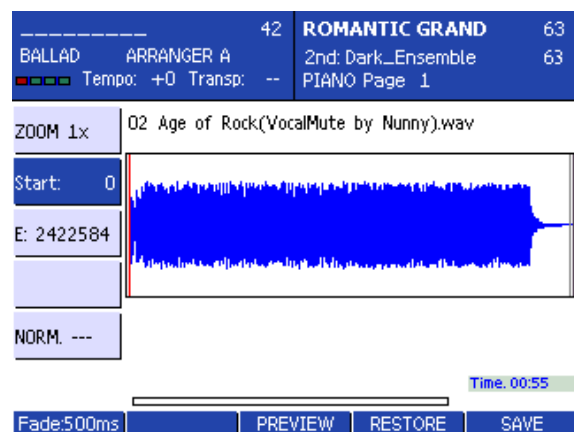 _ _ _ _ _ _ _ _ _ 42
BALLAD ARRANGER A
Tempo: +0 Transp: --
ROMANTIC GRAND 63
2nd: Dark_Ensemble 63
PIANO Page 1
ZOOM 1x
02 Age of Rock(VocalMute by Nunny).wav
Start: 0
E: 2422584
NORM. ---
Time. 00:55
Fade:500ms PREVIEW RESTORE SAVE